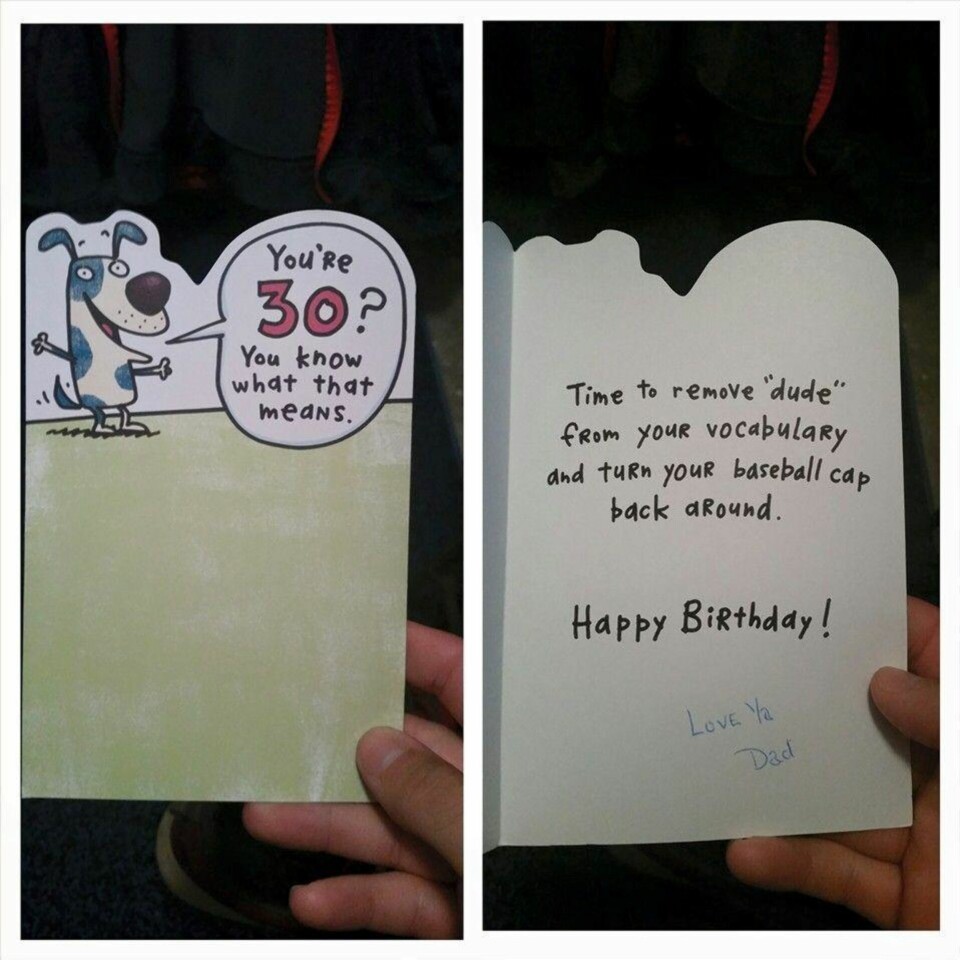 You're
30?
You know
what that
means.
Time to remove "dude"
from your vocabulary
and turn your baseball cap
back around.
Happy Birthday!
Love Ya
Dad